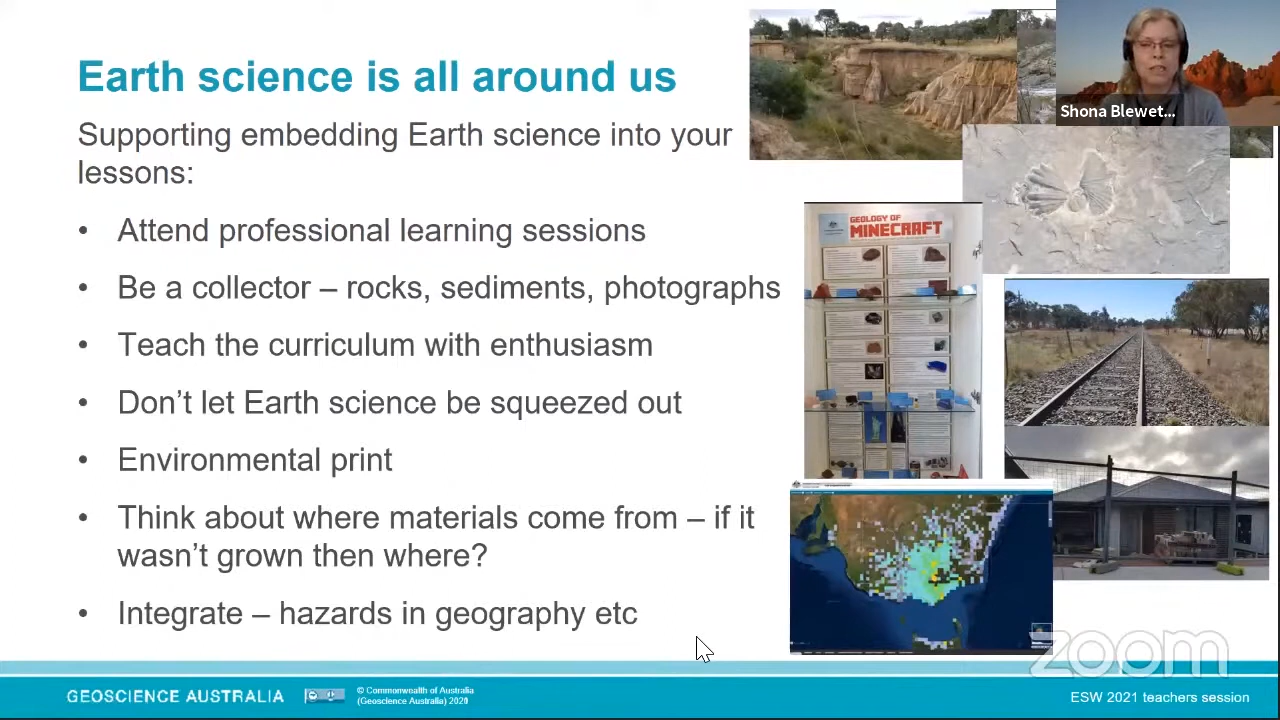 Earth science is all around us
Supporting embedding Earth science into your
lessons:
• Attend professional learning sessions
• Be a collector – rocks, sediments, photographs
• Teach the curriculum with enthusiasm
• Don't let Earth science be squeezed out
• Environmental print
• Think about where materials come from – if it
wasn't grown then where?
• Integrate – hazards in geography etc
Shona Blewet...
GEOLOGY OF
MINECRAFT
zoom
GEOSCIENCE AUSTRALIA
© Commonwealth of Australia
(Geoscience Australia) 2020
ESW 2021 teachers session